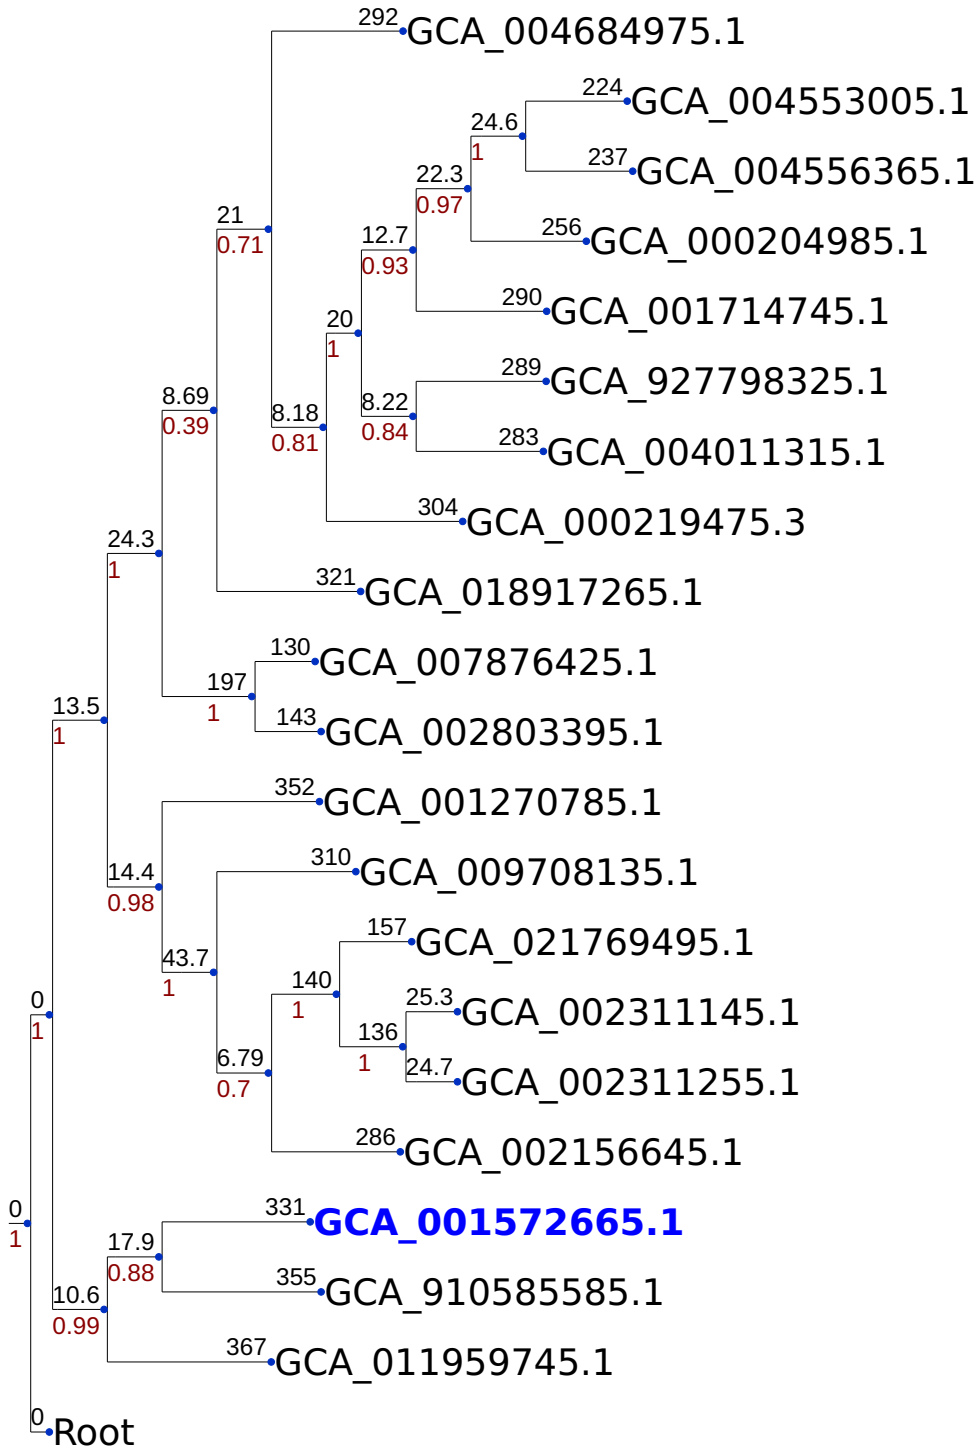 292 GCA_004684975.1
224 GCA_004553005.1
24.6
1
237 GCA_004556365.1
22.3
0.97
21
0.71
256 GCA_000204985.1
12.7
0.93
290 GCA_001714745.1
20
1
289 GCA_927798325.1
8.69
0.39
8.18
0.81
8.22
0.84
283 GCA_004011315.1
304 GCA_000219475.3
24.3
1
321 GCA_018917265.1
130 GCA_007876425.1
197
1
13.5
1
143 GCA_002803395.1
352 GCA_001270785.1
14.4
0.98
310 GCA_009708135.1
157 GCA_021769495.1
43.7
1
140
1
0
1
25.3 GCA_002311145.1
136
1
6.79
0.7
24.7 GCA_002311255.1
286 GCA_002156645.1
0
1
331 GCA_001572665.1
17.9
0.88
355 GCA_910585585.1
10.6
0.99
367 GCA_011959745.1
0 Root